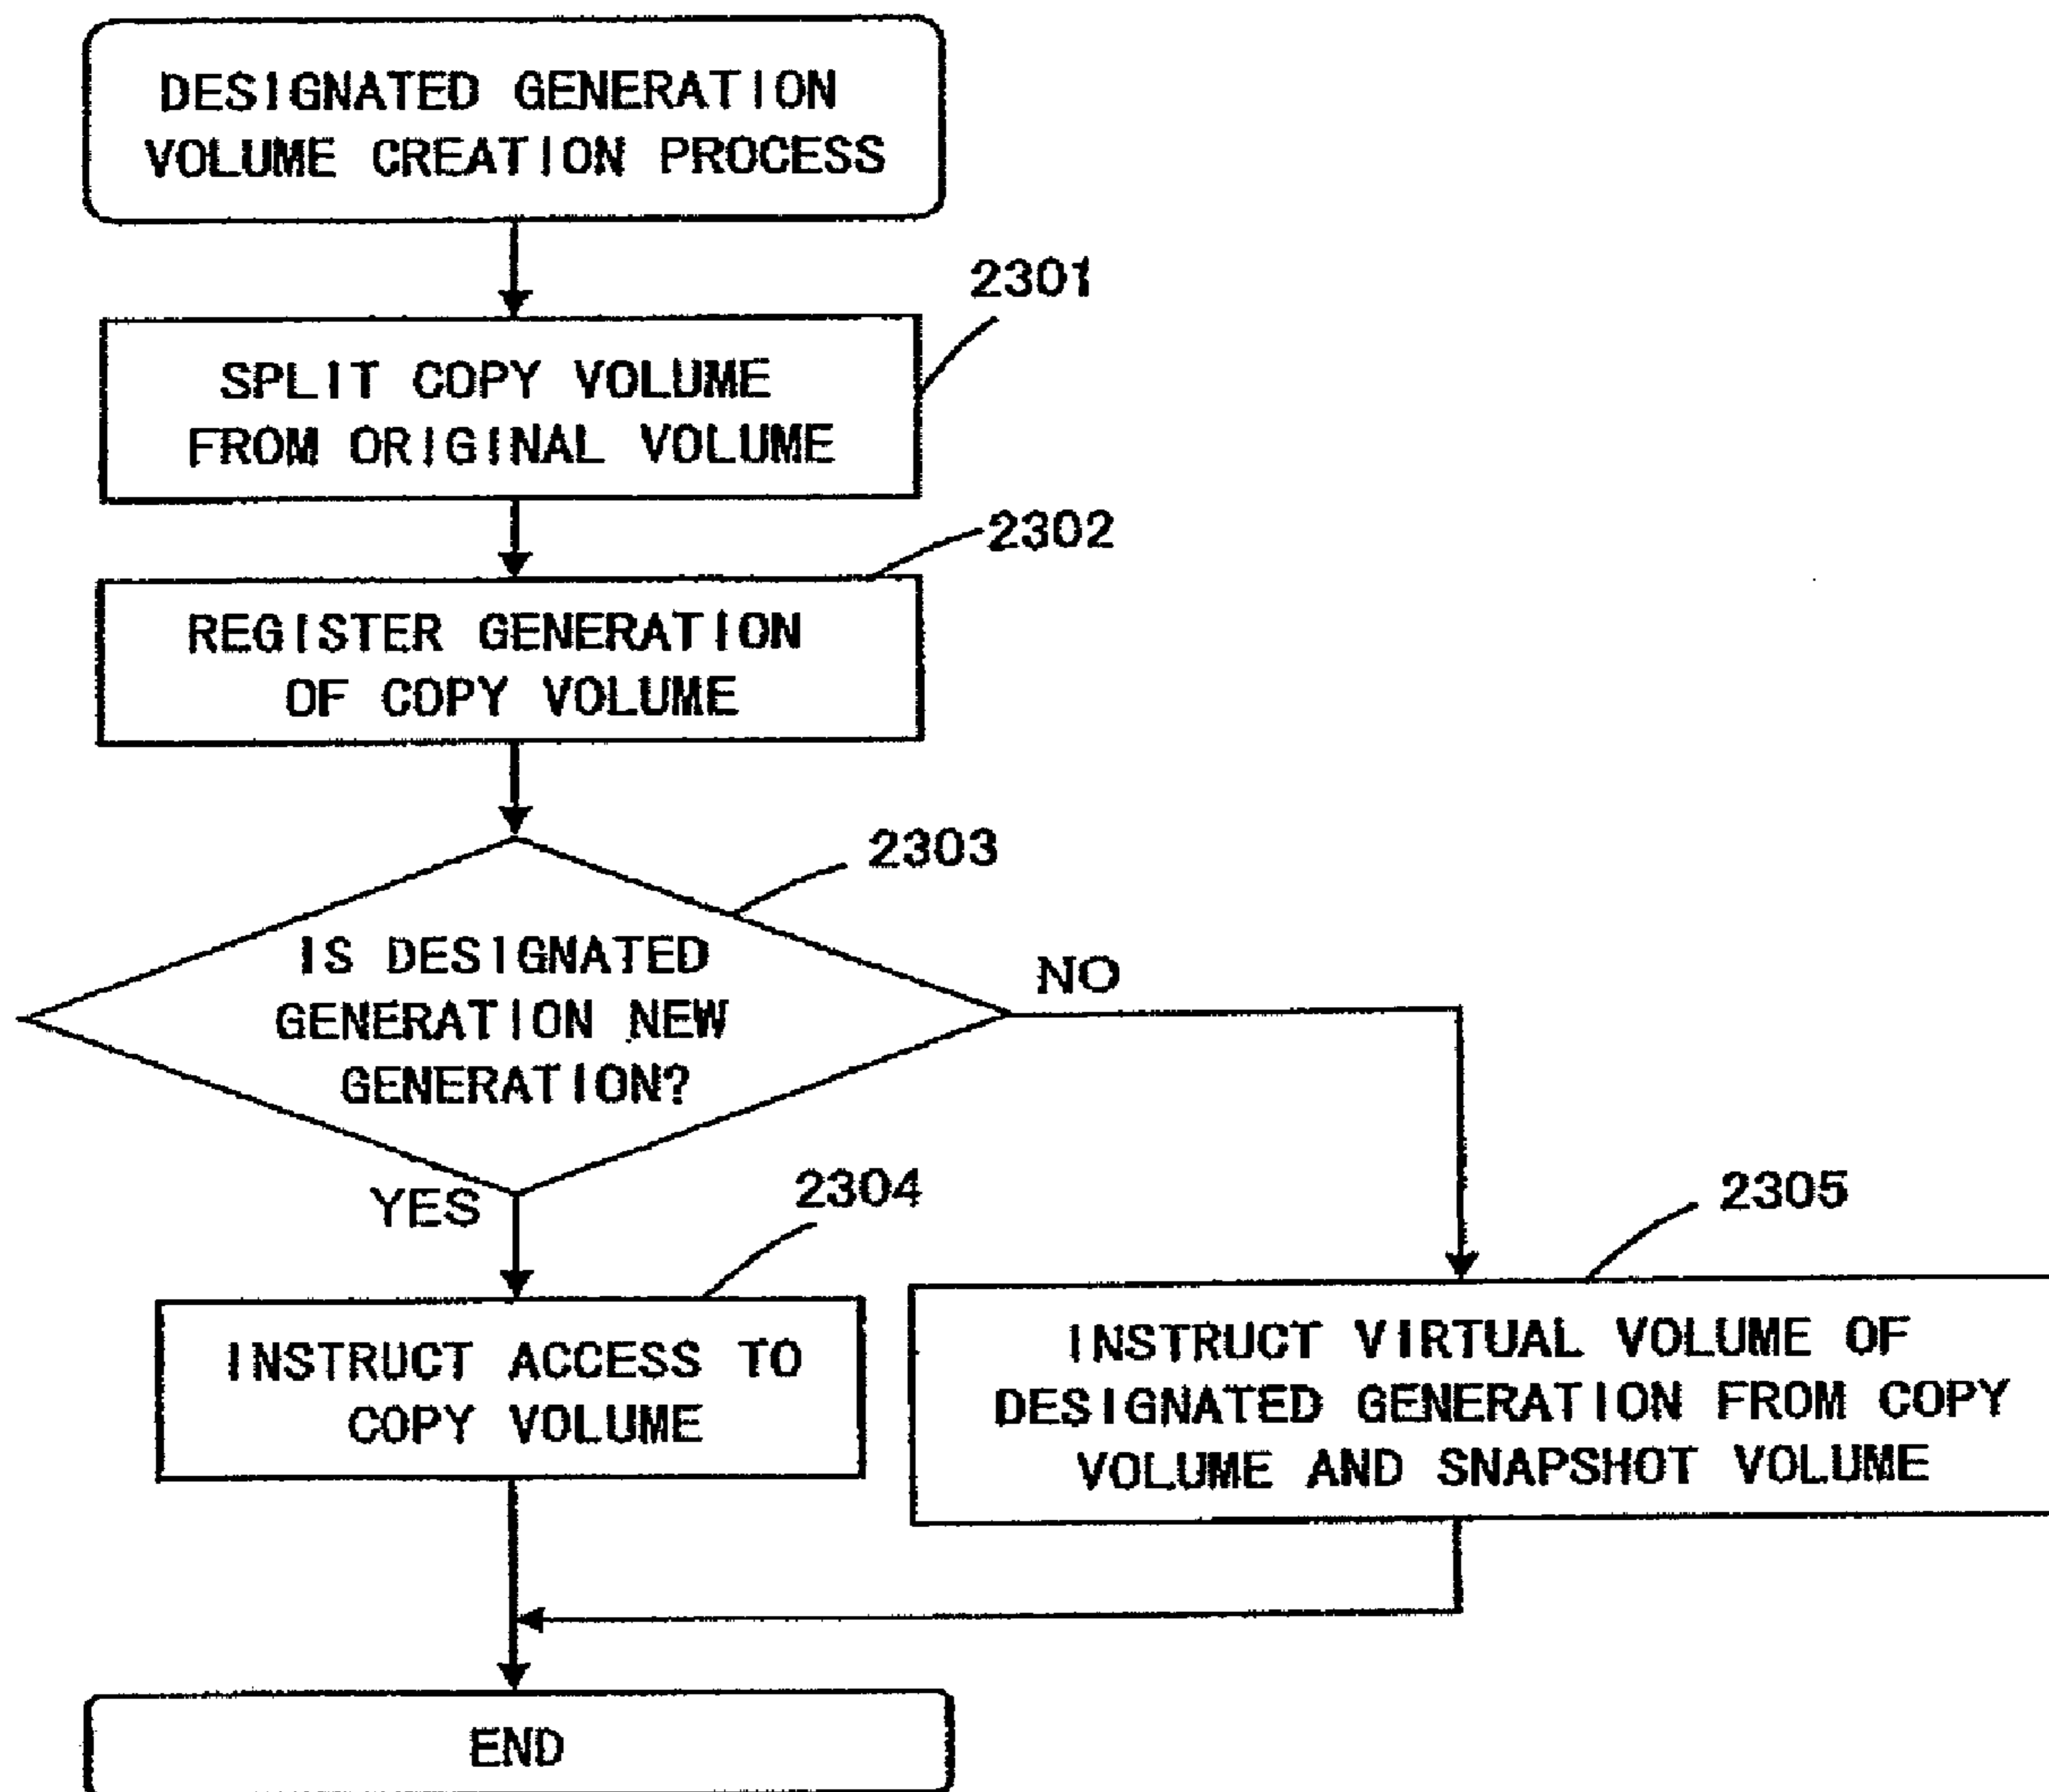 DESIGNATED GENERATION
VOLUME CREATION PROCESS
2301
SPLIT COPY VOLUME
FROM ORIGINAL VOLUME
2302
REGISTER GENERATION
OF COPY VOLUME
2303
IS DESIGNATED
GENERATION NEW
GENERATION?
NO
YES
2304
2305
INSTRUCT ACCESS TO
COPY VOLUME
INSTRUCT VIRTUAL VOLUME OF
DESIGNATED GENERATION FROM COPY
VOLUME AND SNAPSHOT VOLUME
END